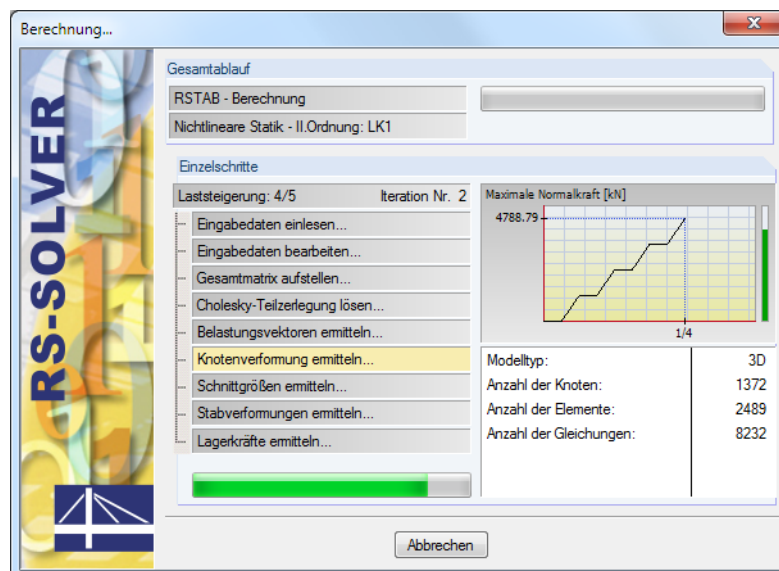 Berechnung...
RS-SOLVER
Gesamtablauf
RSTAB - Berechnung
Nichtlineare Statik - II.Ordnung: LK1
Einzelschritte
Laststeigerung: 4/5 Iteration Nr. 2
Eingabedaten einlesen...
Eingabedaten bearbeiten...
Gesamtmatrix aufstellen...
Cholesky-Teilzerlegung lösen...
Belastungsvektoren ermitteln...
Knotenverformung ermitteln...
Schnittgrößen ermitteln...
Stabverformungen ermitteln...
Lagerkräfte ermitteln...
Maximale Normalkraft [kN]
4788.79
1/4
Modelltyp: 3D
Anzahl der Knoten: 1372
Anzahl der Elemente: 2489
Anzahl der Gleichungen: 8232
Abbrechen